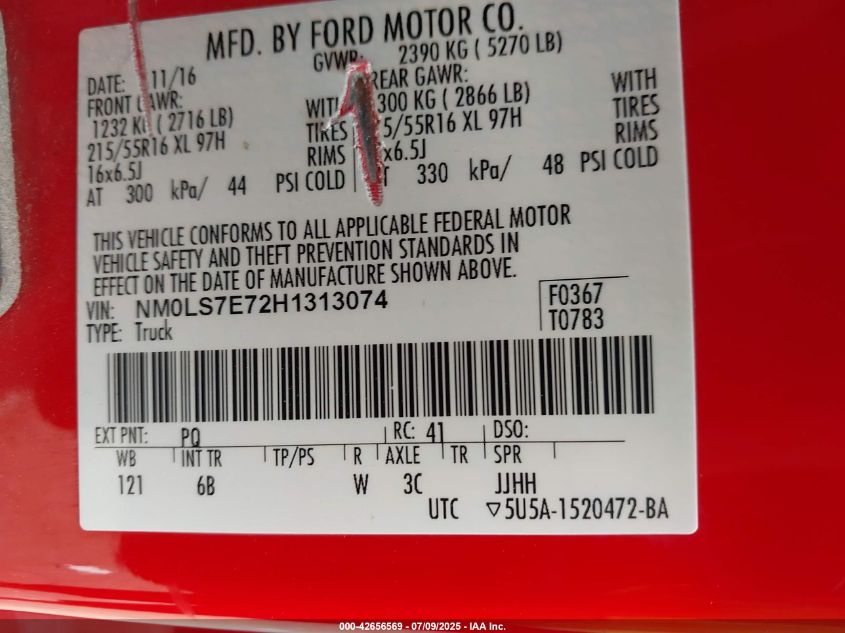 MFD. BY FORD MOTOR CO.
DATE: 11/16 GVWR: 2390 KG ( 5270 LB)
FRONT GAWR: REAR GAWR:
1232 KG ( 2716 LB) WITH 300 KG ( 2866 LB) WITH
215/55R16 XL 97H TIRES 5/55R16 XL 97H TIRES
16x6.5J RIMS x6.5J RIMS
AT 300 kPa/ 44 PSI COLD 330 kPa/ 48 PSI COLD
THIS VEHICLE CONFORMS TO ALL APPLICABLE FEDERAL MOTOR
VEHICLE SAFETY AND THEFT PREVENTION STANDARDS IN
EFFECT ON THE DATE OF MANUFACTURE SHOWN ABOVE.
VIN: NM0LS7E72H1313074 F0367
TYPE: Truck T0783
EXT PNT: PQ RC: 41 DSO:
WB INT TR TP/PS R AXLE TR SPR
121 6B W 3C JJHH
UTC ▽5U5A-1520472-BA
000-42656569 - 07/09/2025 - IAA Inc.